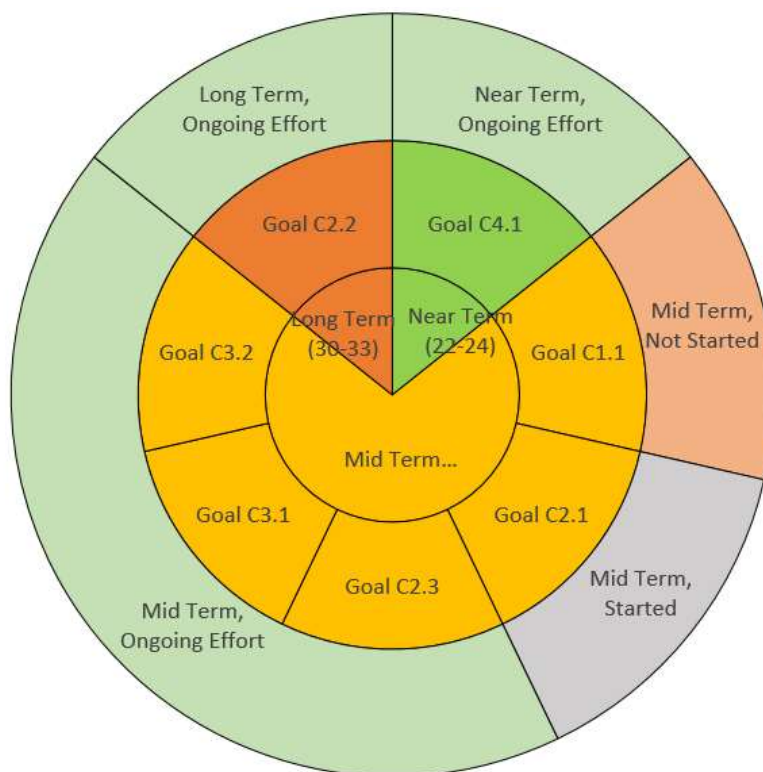 Long Term,
Ongoing Effort
Near Term,
Ongoing Effort
Goal C2.2
Goal C4.1
Long Term
(30-33)
Near Term
(22-24)
Mid Term,
Not Started
Goal C3.2
Goal C1.1
Mid Term...
Goal C3.1
Goal C2.1
Goal C2.3
Mid Term,
Started
Mid Term,
Ongoing Effort